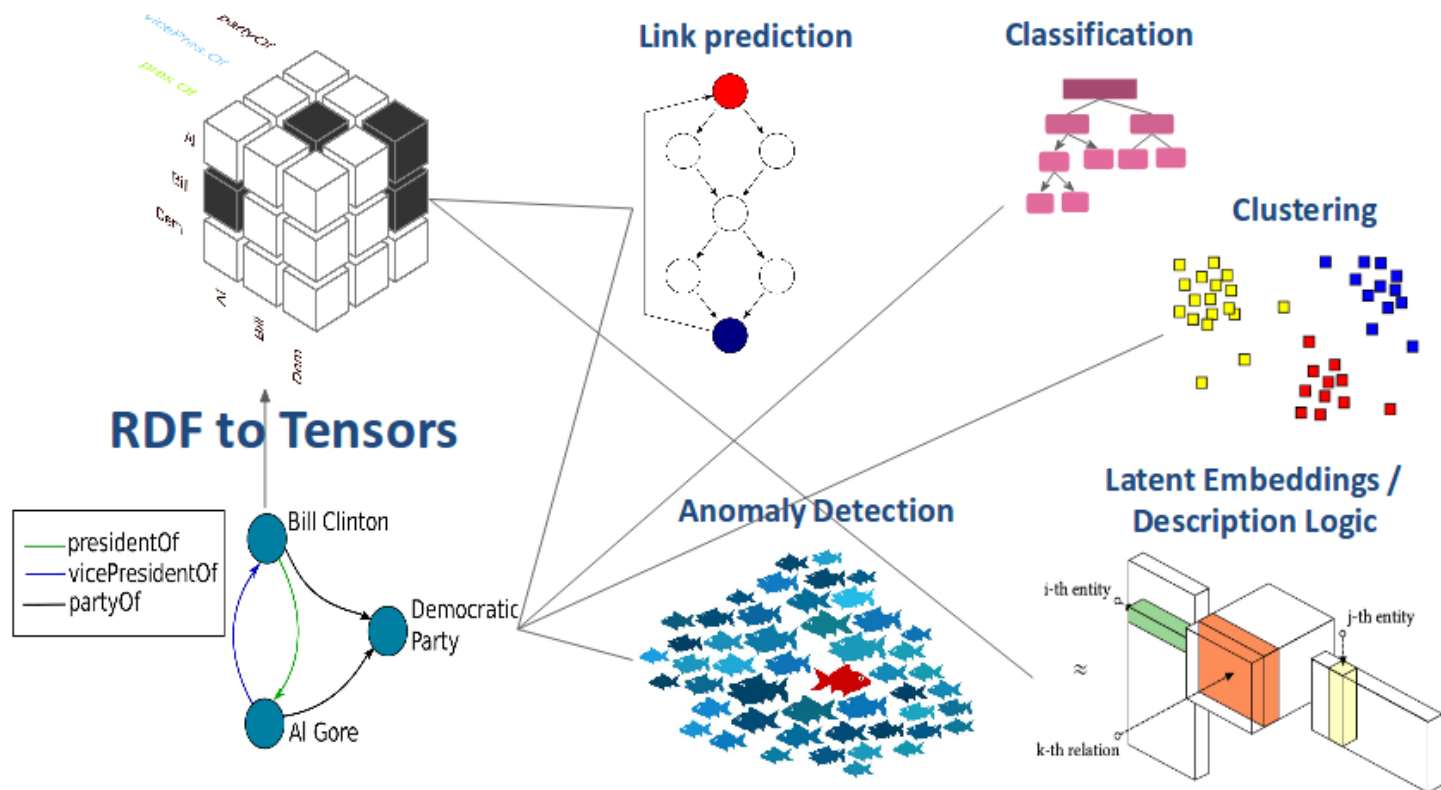 partyOf
vicePres.Of
pres.Of
Al
Bil
Dem
Al
Bill
Dem
RDF to Tensors
presidentOf
vicePresidentOf
partyOf
Bill Clinton
Democratic
Party
Al Gore
Link prediction
Classification
Clustering
Anomaly Detection
Latent Embeddings /
Description Logic
i-th entity
j-th entity
≈
k-th relation